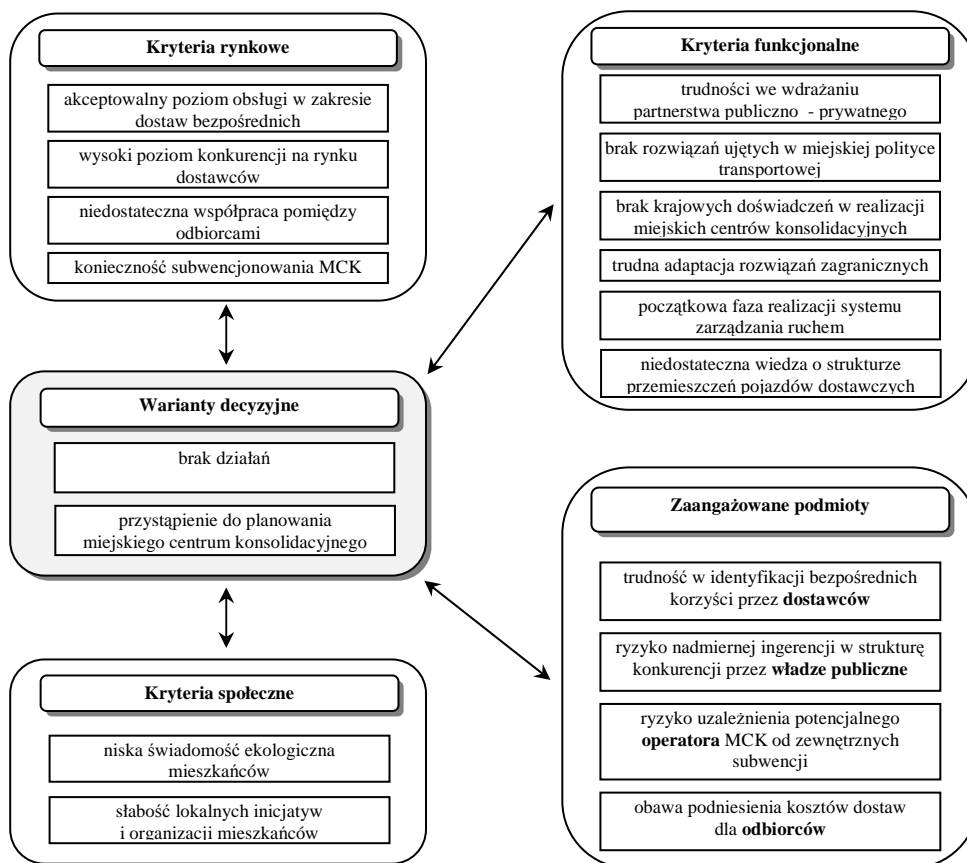 Kryteria rynkowe
akceptowalny poziom obsługi w zakresie
dostaw bezpośrednich
wysoki poziom konkurencji na rynku
dostawców
niedostateczna współpraca pomiędzy
odbiorcami
konieczność subwencjonowania MCK
Kryteria funkcjonalne
trudności we wdrażaniu
partnerstwa publiczno - prywatnego
brak rozwiązań ujętych w miejskiej polityce
transportowej
brak krajowych doświadczeń w realizacji
miejskich centrów konsolidacyjnych
trudna adaptacja rozwiązań zagranicznych
początkowa faza realizacji systemu
zarządzania ruchem
niedostateczna wiedza o strukturze
przemieszczeń pojazdów dostawczych
Warianty decyzyjne
brak działań
przystąpienie do planowania
miejskiego centrum konsolidacyjnego
Zaangażowane podmioty
trudność w identyfikacji bezpośrednich
korzyści przez dostawców
ryzyko nadmiernej ingerencji w strukturę
konkurencji przez władze publiczne
ryzyko uzależnienia potencjalnego
operatora MCK od zewnętrznych
subwencji
obawa podniesienia kosztów dostaw
dla odbiorców
Kryteria społeczne
niska świadomość ekologiczna
mieszkańców
słabość lokalnych inicjatyw
i organizacji mieszkańców